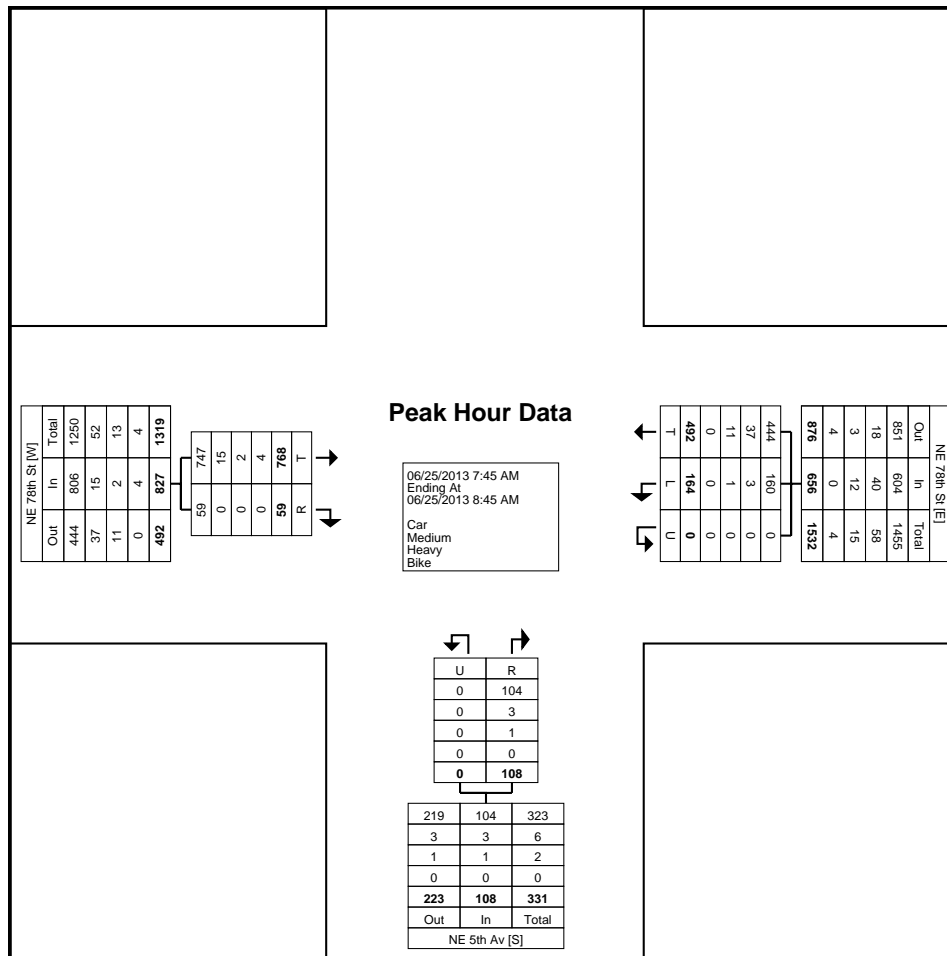 Peak Hour Data
06/25/2013 7:45 AM
Ending At
06/25/2013 8:45 AM
Car
Medium
Heavy
Bike
NE 78th St [W]
Total In Out
1250 806 444
52 15 37
13 2 11
4 4 0
1319 827 492
747 59
15 0
2 0
4 0
768 59
T R
NE 78th St [E]
Out In Total
851 604 1455
18 40 58
3 12 15
4 0 4
876 656 1532
444 160 0
37 3 0
11 1 0
0 0 0
492 164 0
T L U
U R
0 104
0 3
0 1
0 0
0 108
219 104 323
3 3 6
1 1 2
0 0 0
223 108 331
Out In Total
NE 5th Av [S]